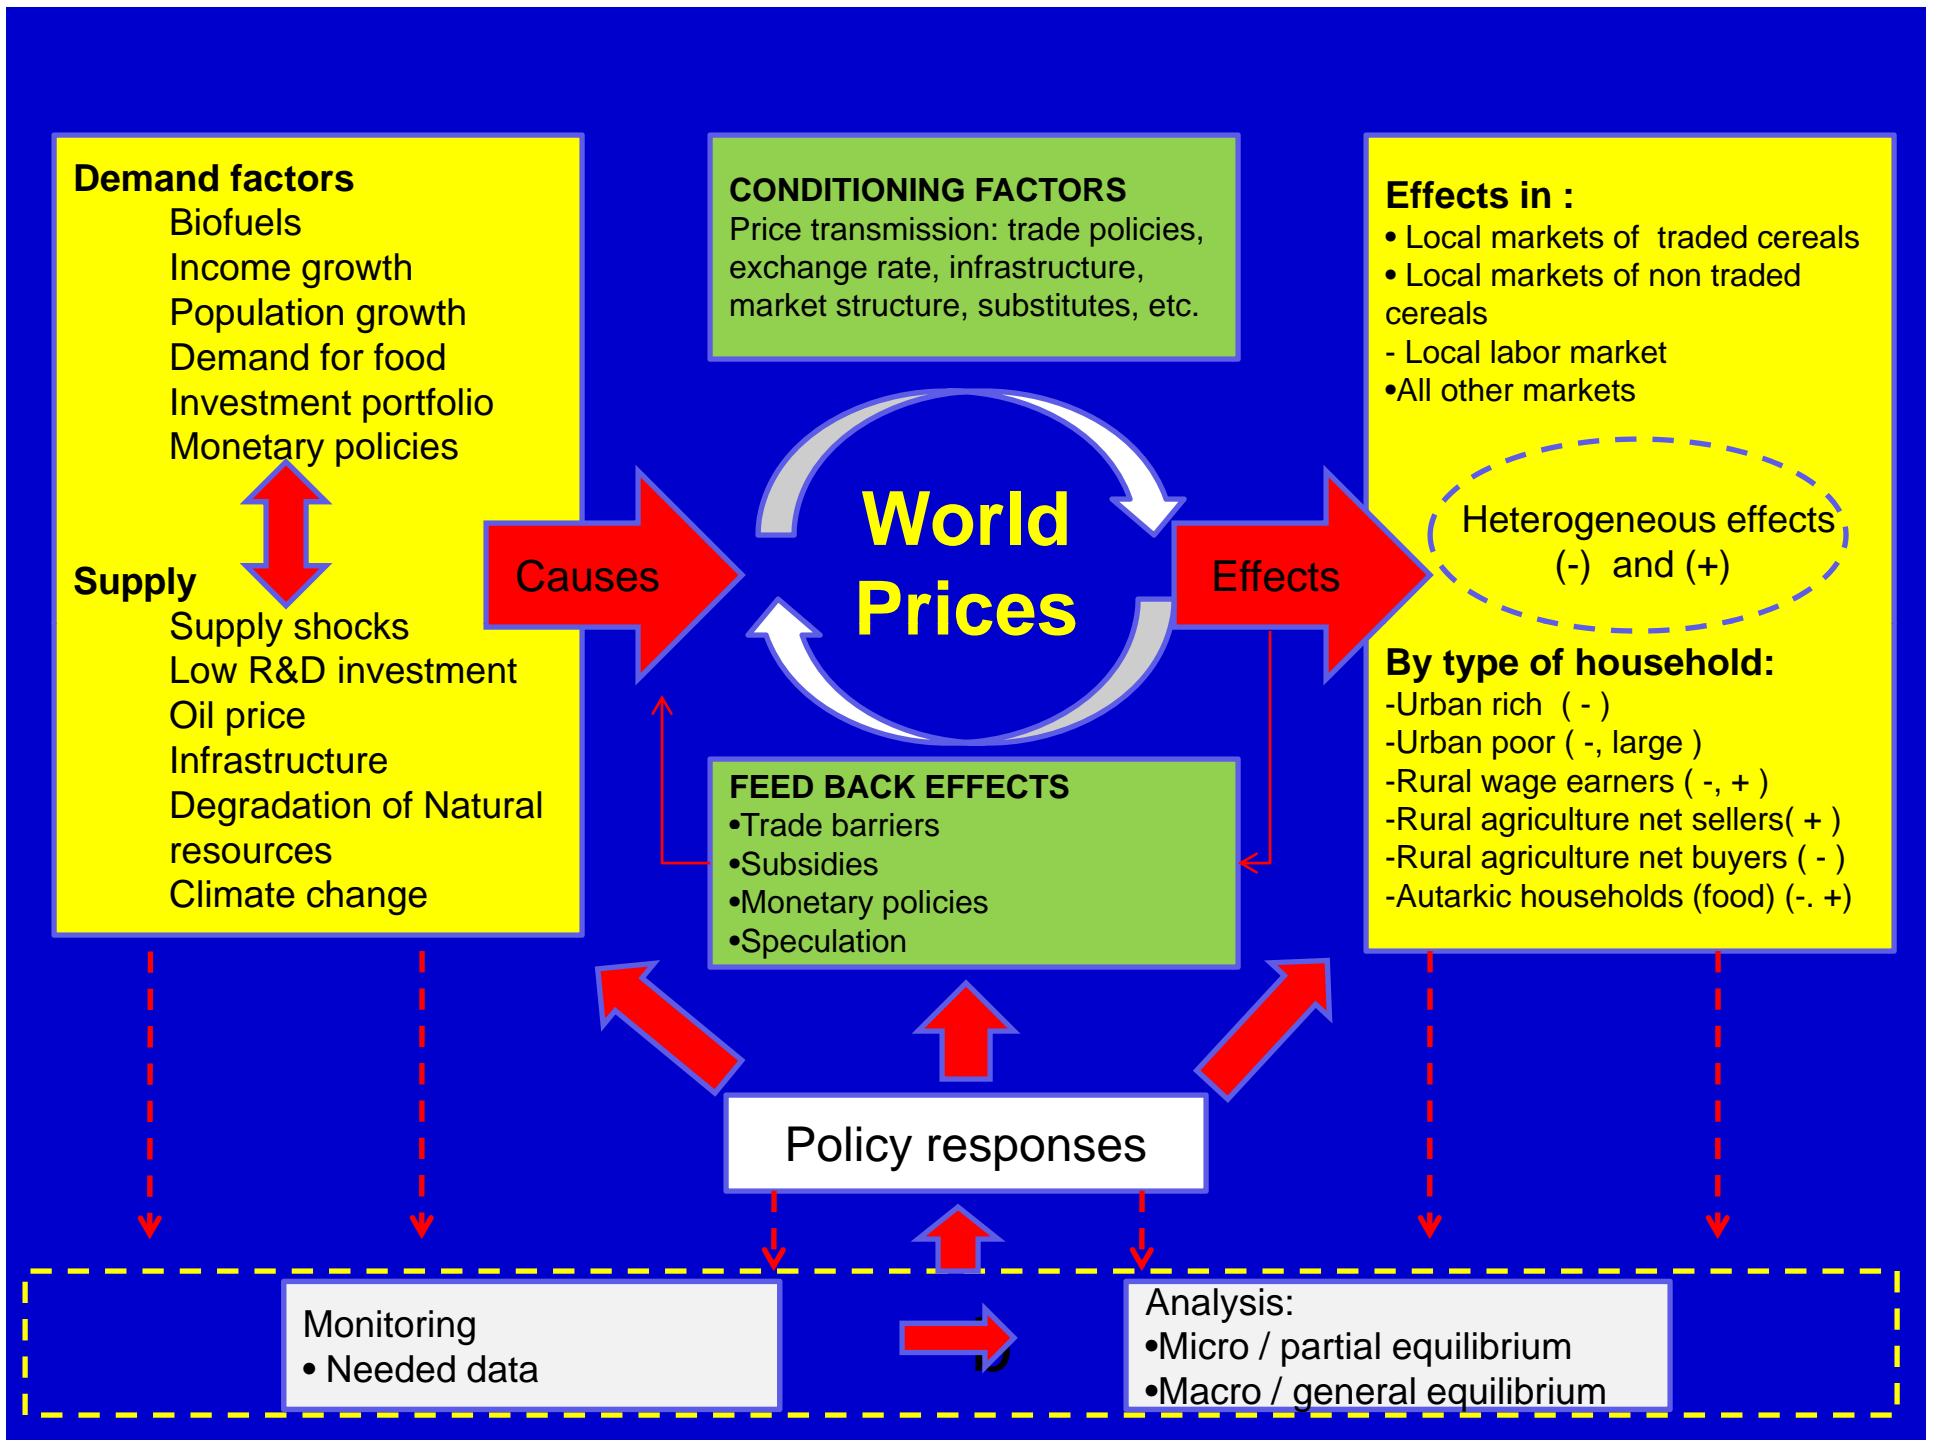 Demand factors
Biofuels
Income growth
Population growth
Demand for food
Investment portfolio
Monetary policies
Supply
Supply shocks
Low R&D investment
Oil price
Infrastructure
Degradation of Natural
resources
Climate change
Causes
CONDITIONING FACTORS
Price transmission: trade policies,
exchange rate, infrastructure,
market structure, substitutes, etc.
World
Prices
FEED BACK EFFECTS
•Trade barriers
•Subsidies
•Monetary policies
•Speculation
Effects
Effects in :
• Local markets of  traded cereals
• Local markets of non traded
cereals
- Local labor market
•All other markets
Heterogeneous effects
(-)  and (+)
By type of household:
-Urban rich  ( - )
-Urban poor ( -, large )
-Rural wage earners ( -, + )
-Rural agriculture net sellers( + )
-Rural agriculture net buyers ( - )
-Autarkic households (food) (-. +)
Policy responses
Monitoring
• Needed data
Analysis:
•Micro / partial equilibrium
•Macro / general equilibrium